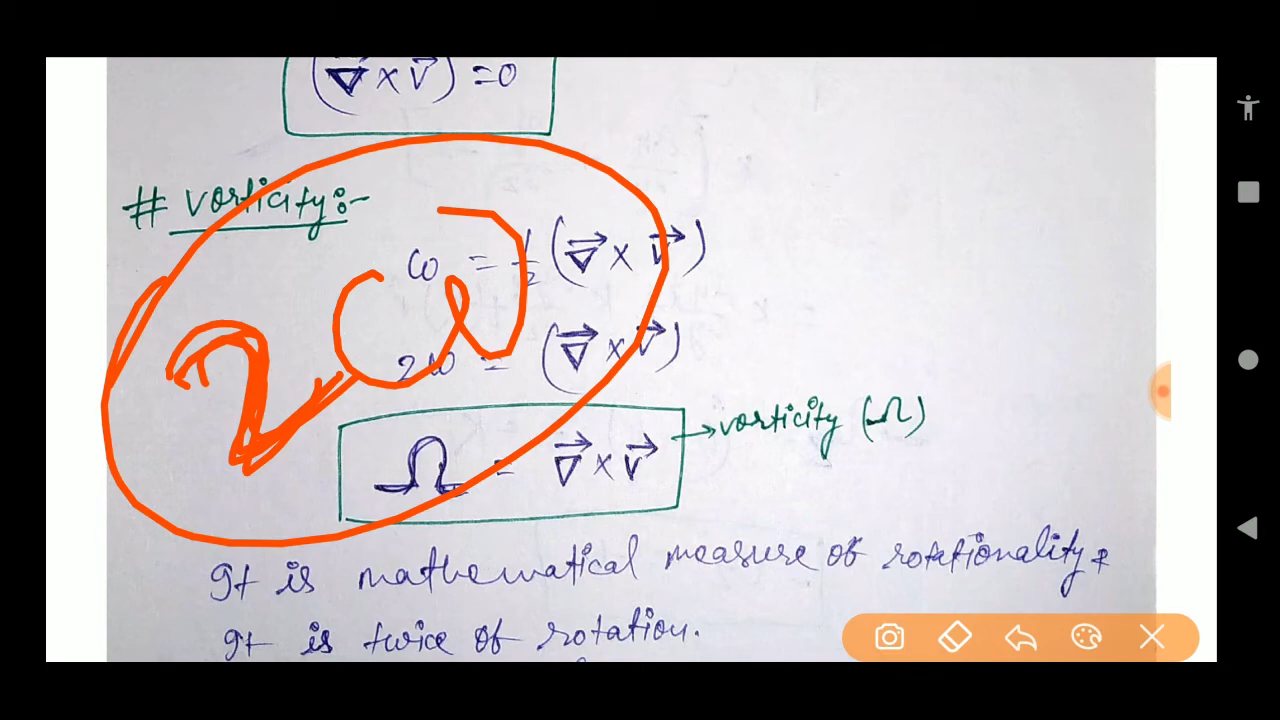 (∇⃗ × V⃗) = 0
# Vorticity:-
ω = 1/2 (∇⃗ × V⃗)
2ω = (∇⃗ × V⃗)
Ω = ∇⃗ × V⃗ → vorticity (Ω)
2ω
It is mathematical measure of rotationality &
It is twice of rotation.